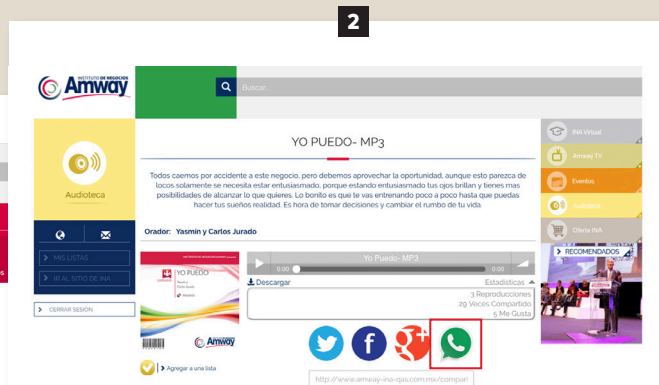 2
INSTITUTO DE NEGOCIOS
Amway
Buscar...
Audioteca
> MIS LISTAS
> IR AL SITIO DE INA
> CERRAR SESIÓN
YO PUEDO- MP3
Todos caemos por accidente a este negocio, pero debemos aprovechar la oportunidad, aunque esto parezca de
locos solamente se necesita estar entusiasmado, porque estando entusiasmado tus ojos brillan y tienes mas
posibilidades de alcanzar lo que quieres. Lo bonito es que te vas entrenando poco a poco hasta que puedas
hacer tus sueños realidad. Es hora de tomar decisiones y cambiar el rumbo de tu vida.
Orador: Yasmin y Carlos Jurado
YO PUEDO
Amway
> Agregar a una lista
Yo Puedo- MP3
0:00
0:00
Descargar
Estadísticas
3 Reproducciones
29 Veces Compartido
5 Me Gusta
http://www.amway-ina-qas.com.mx/compart
INA Virtual
Amway TV
Eventos
Audioteca
Oferta INA
> RECOMENDADOS